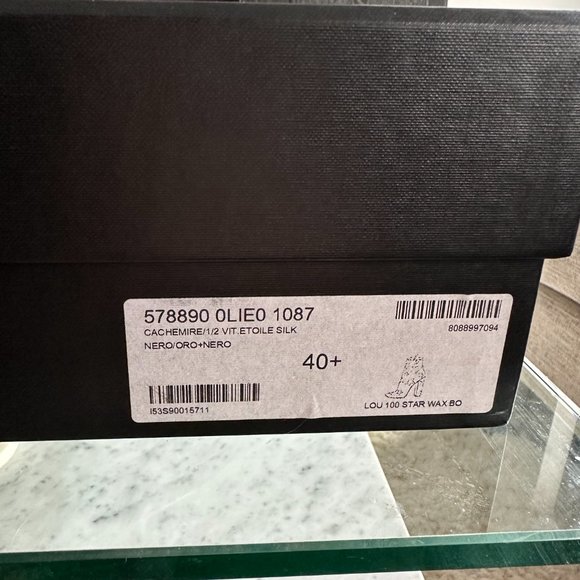 578890 0LIE0 1087
CACHEMIRE/1/2 VIT.ETOILE SILK
NERO/ORO+NERO
8088997094
40+
I53S90015711
LOU 100 STAR WAX BO